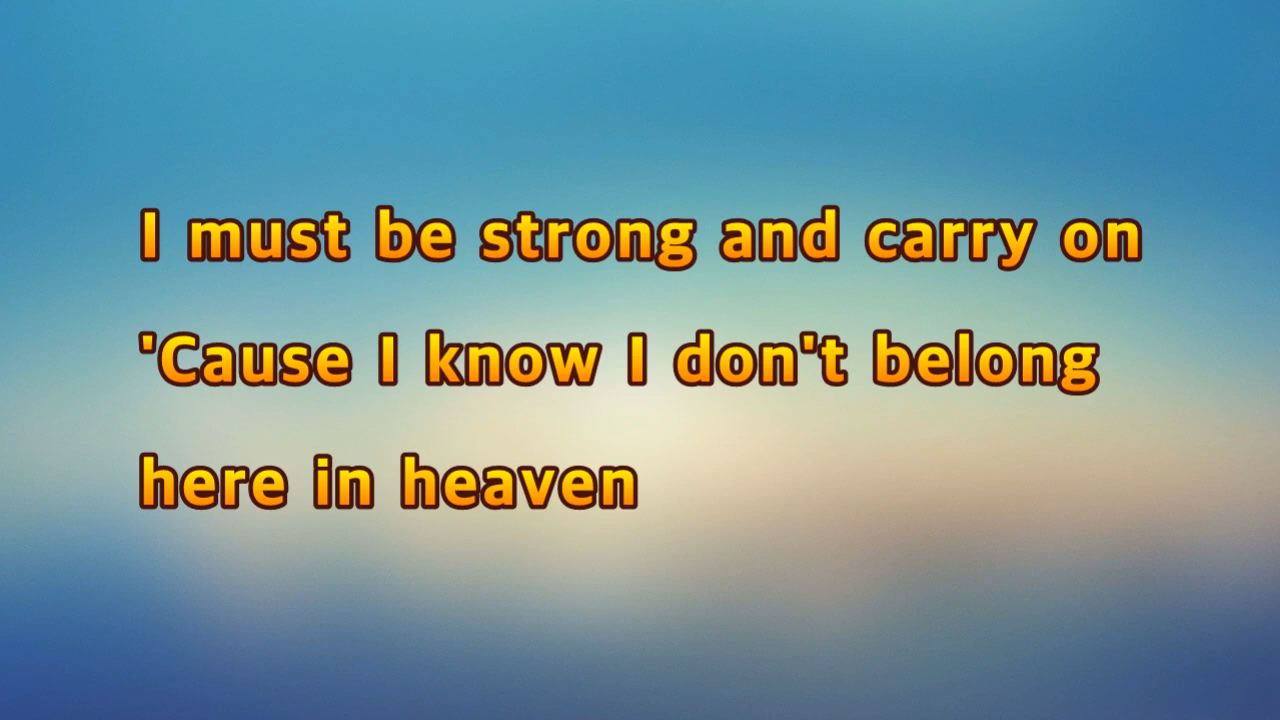 I must be strong and carry on
'Cause I know I don't belong
here in heaven